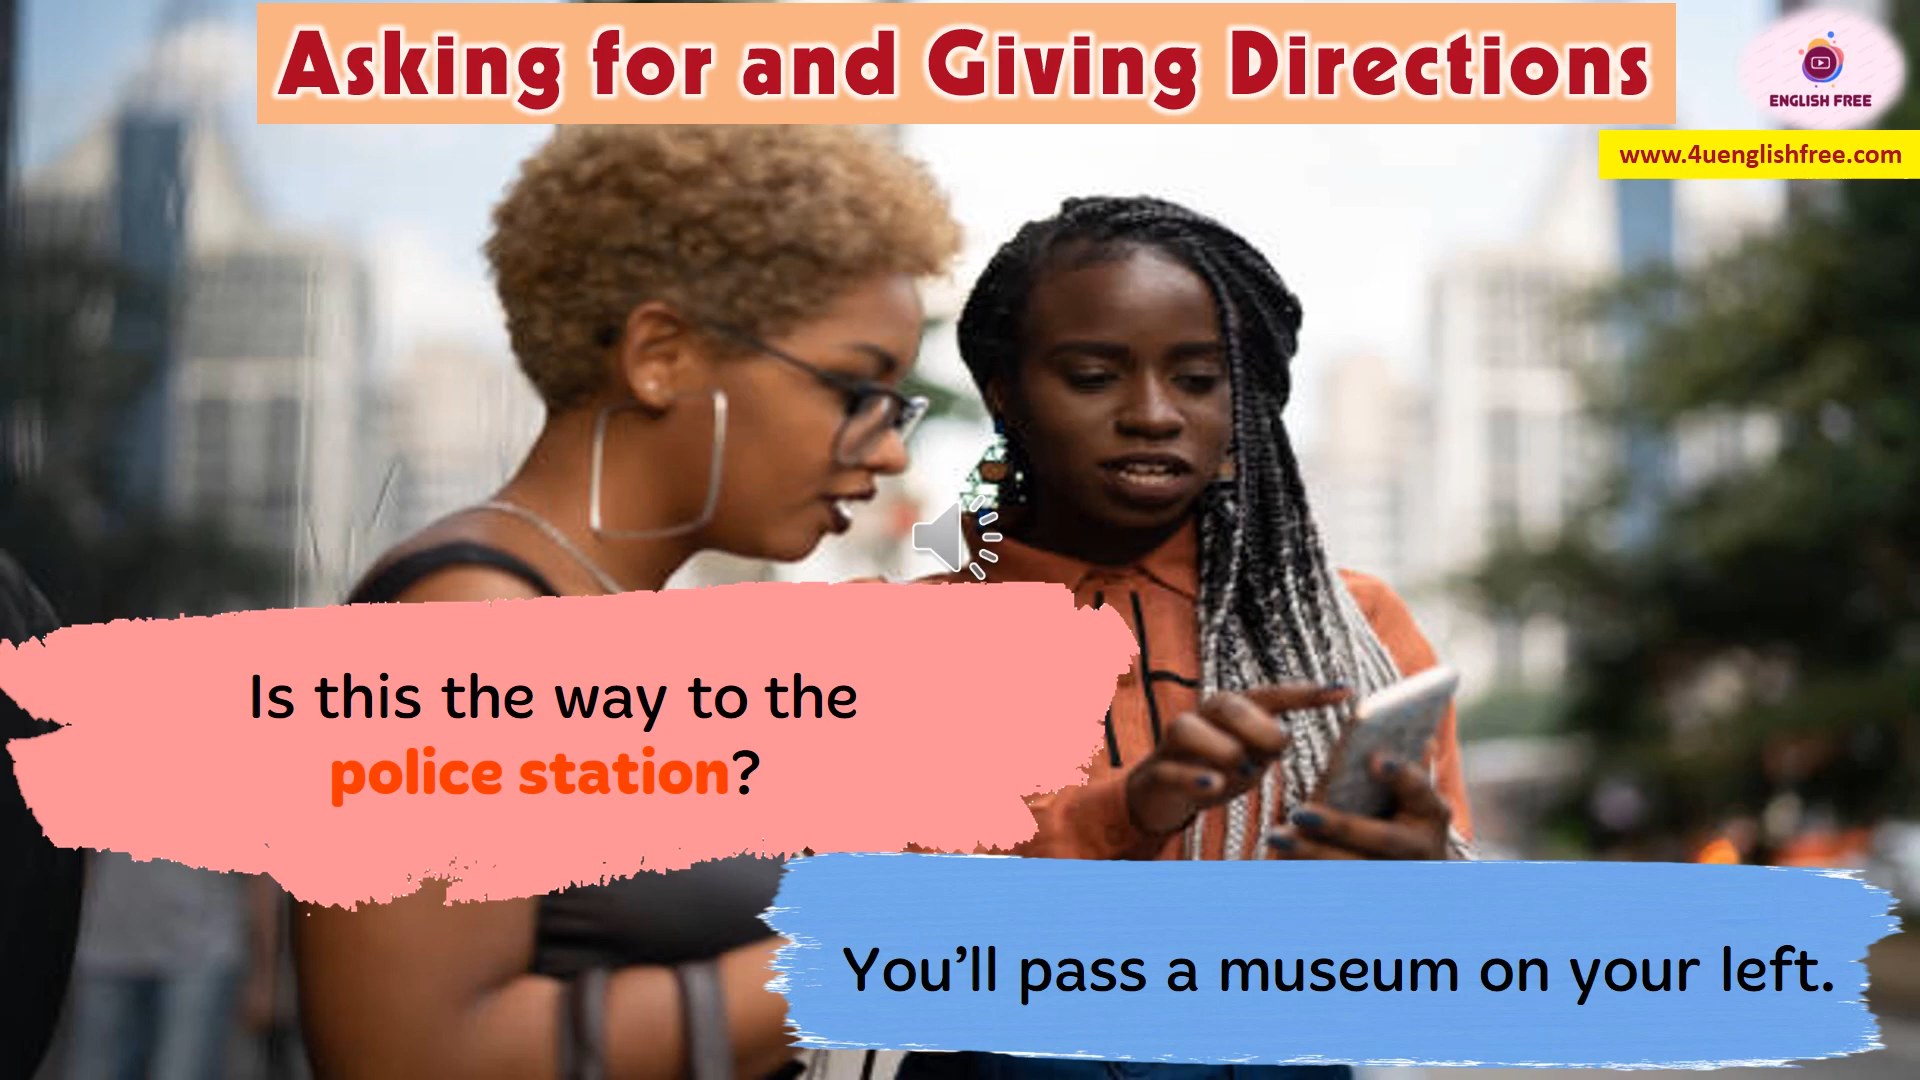 Asking for and Giving Directions
ENGLISH FREE
www.4uenglishfree.com
Is this the way to the
police station?
You’ll pass a museum on your left.